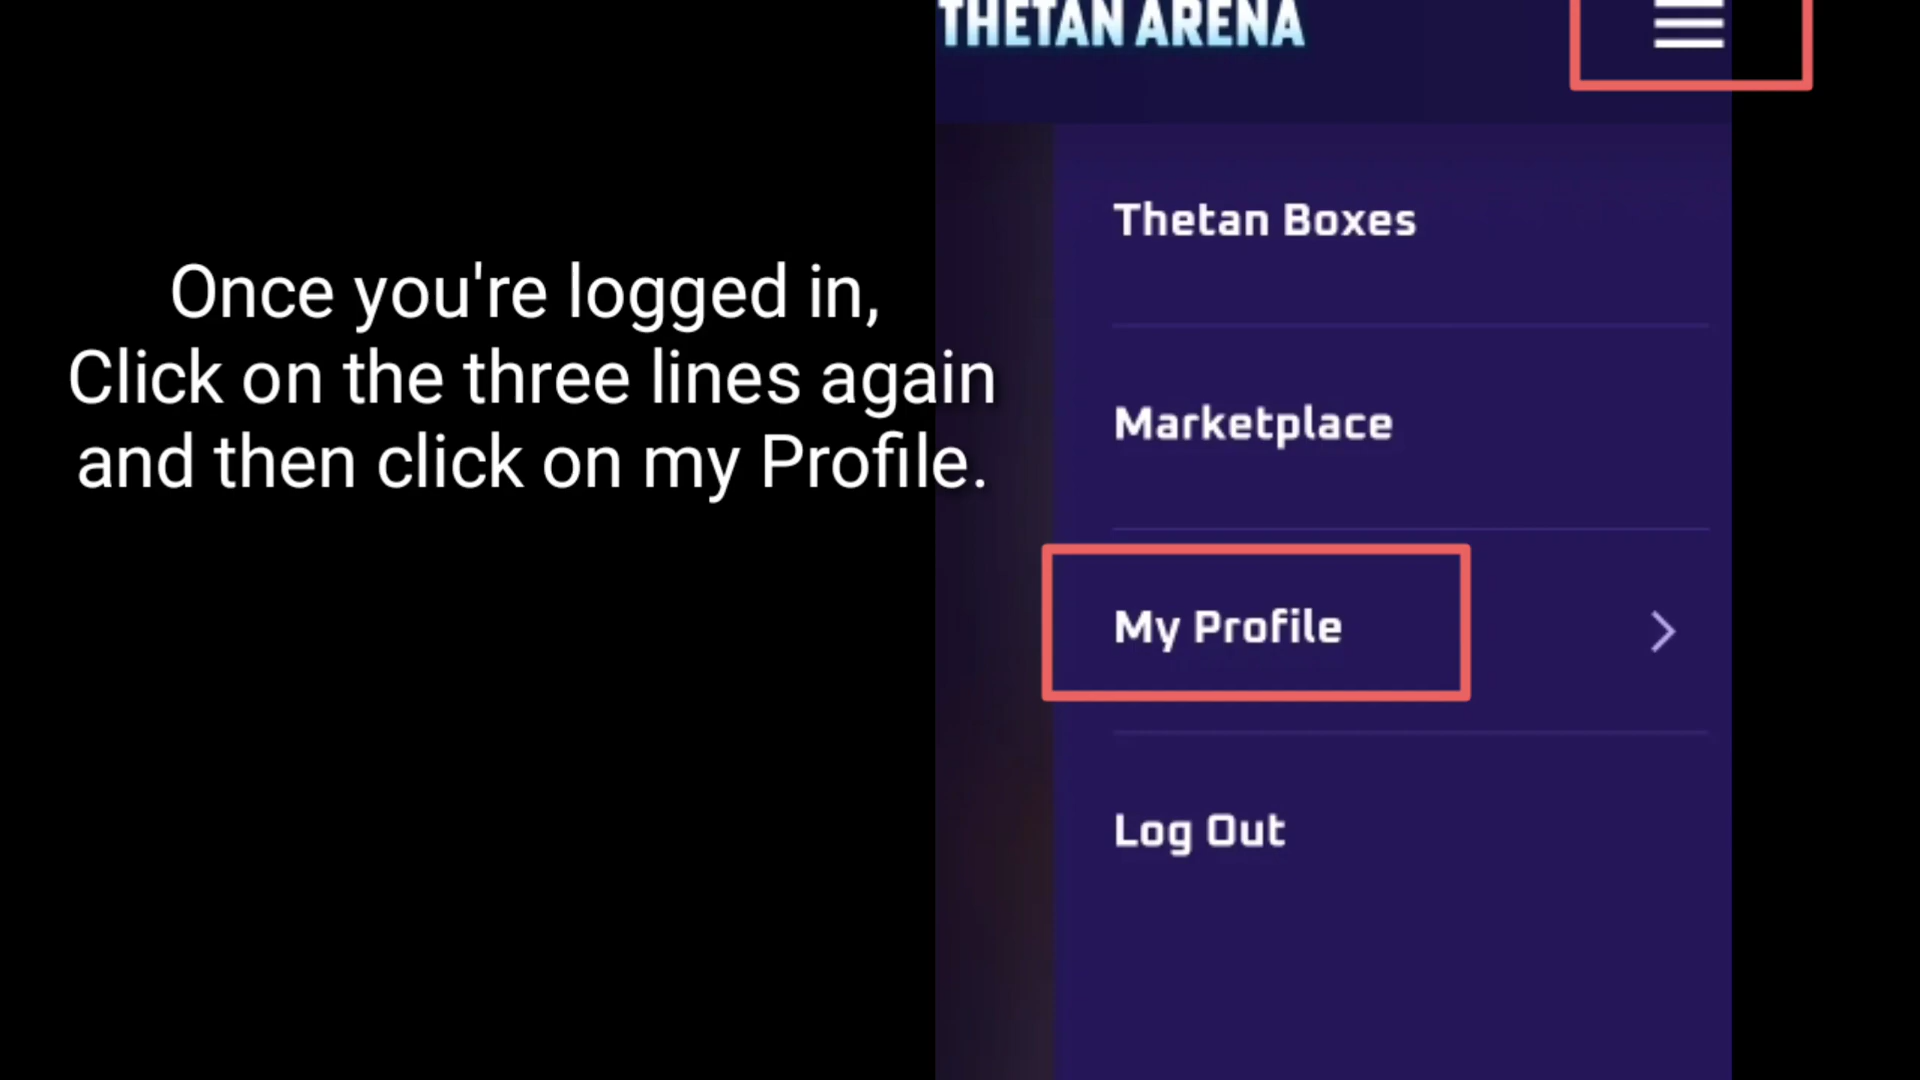 THETAN ARENA
Once you're logged in,
Click on the three lines again
and then click on my Profile.
Thetan Boxes
Marketplace
My Profile
Log Out